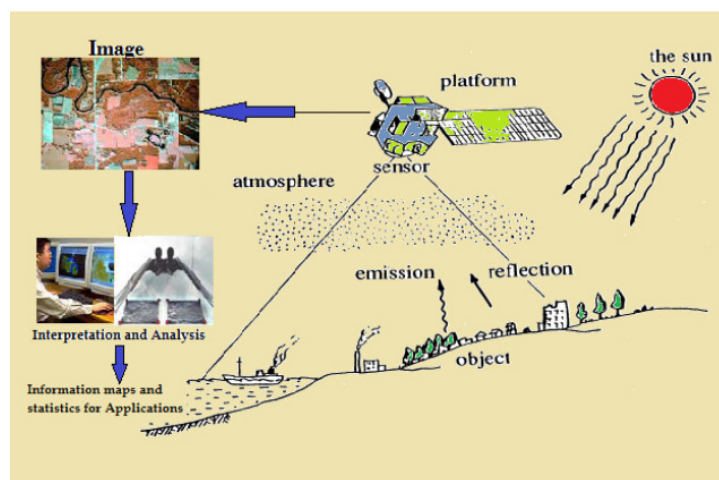 Image
platform
the sun
sensor
atmosphere
emission
reflection
object
Interpretation and Analysis
Information maps and
statistics for Applications